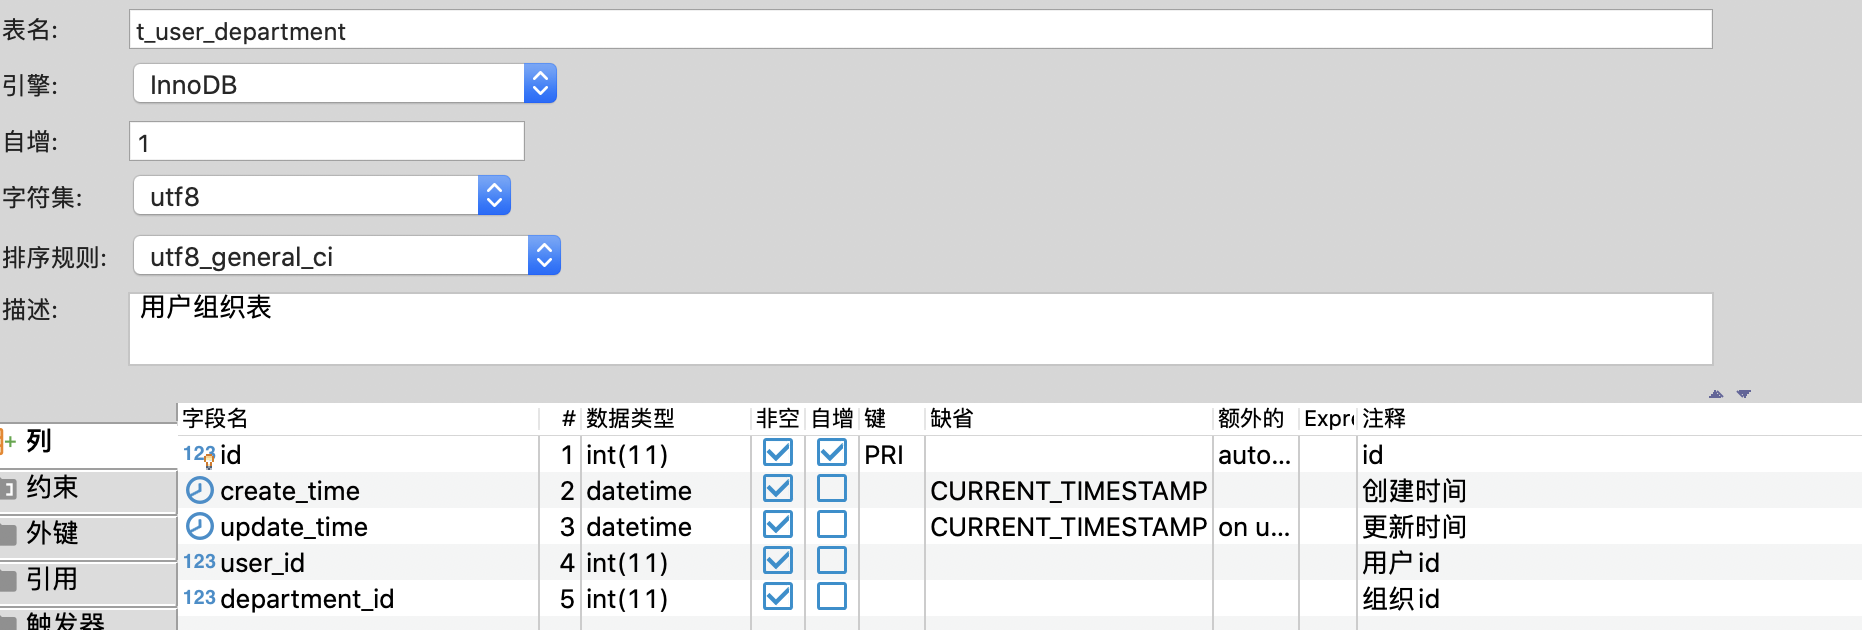 表名: t_user_department
引擎: InnoDB
自增: 1
字符集: utf8
排序规则: utf8_general_ci
描述: 用户组织表
字段名 # 数据类型 非空 自增 键 缺省 额外的 Expr 注释
列
约束
外键
引用
触发器
123 id 1 int(11) PRI auto... id
create_time 2 datetime CURRENT_TIMESTAMP 创建时间
update_time 3 datetime CURRENT_TIMESTAMP on u... 更新时间
123 user_id 4 int(11) 用户id
123 department_id 5 int(11) 组织id